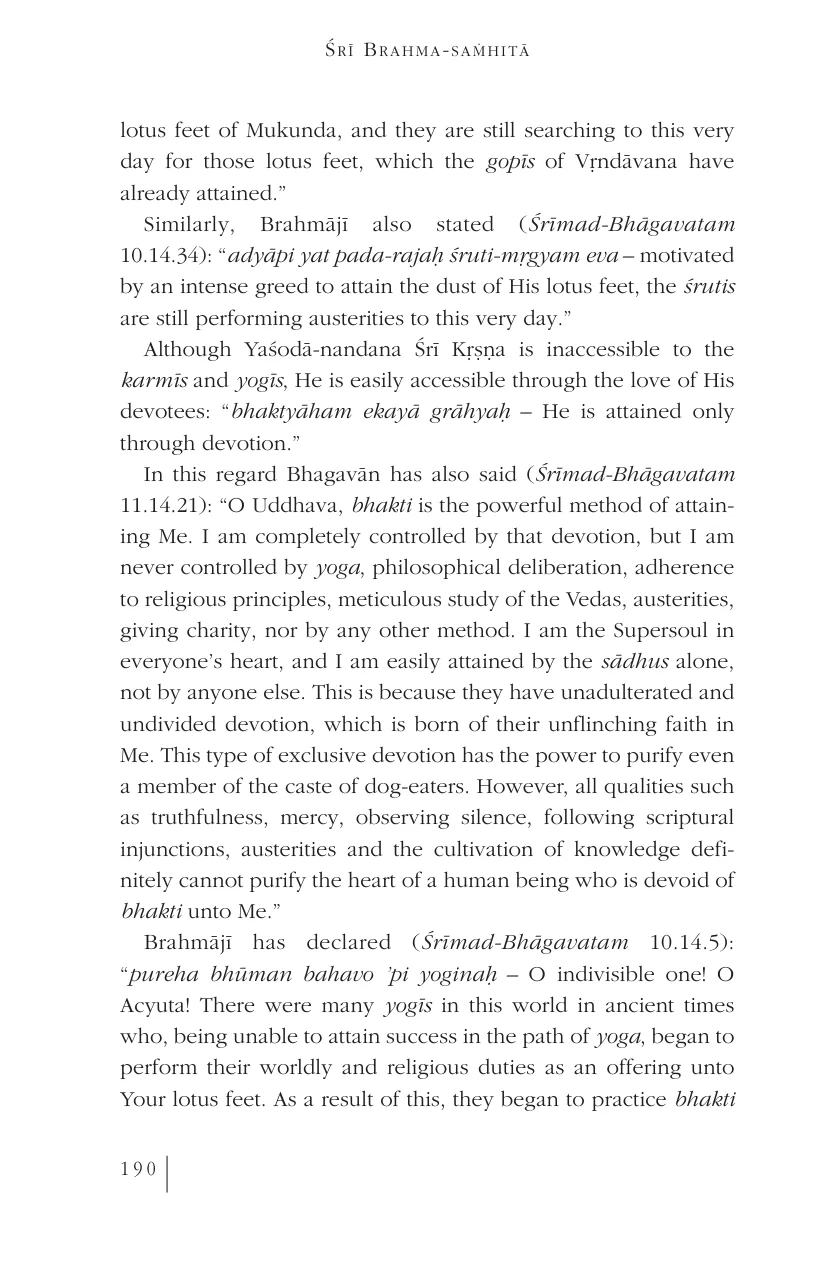 Śrī Brahma-saṁhitā
lotus feet of Mukunda, and they are still searching to this very
day for those lotus feet, which the gopīs of Vṛndāvana have
already attained.”
Similarly, Brahmājī also stated (Śrīmad-Bhāgavatam
10.14.34): “adyāpi yat pada-rajaḥ śruti-mṛgyam eva – motivated
by an intense greed to attain the dust of His lotus feet, the śrutis
are still performing austerities to this very day.”
Although Yaśodā-nandana Śrī Kṛṣṇa is inaccessible to the
karmīs and yogīs, He is easily accessible through the love of His
devotees: “bhaktyāham ekayā grāhyaḥ – He is attained only
through devotion.”
In this regard Bhagavān has also said (Śrīmad-Bhāgavatam
11.14.21): “O Uddhava, bhakti is the powerful method of attain-
ing Me. I am completely controlled by that devotion, but I am
never controlled by yoga, philosophical deliberation, adherence
to religious principles, meticulous study of the Vedas, austerities,
giving charity, nor by any other method. I am the Supersoul in
everyone’s heart, and I am easily attained by the sādhus alone,
not by anyone else. This is because they have unadulterated and
undivided devotion, which is born of their unflinching faith in
Me. This type of exclusive devotion has the power to purify even
a member of the caste of dog-eaters. However, all qualities such
as truthfulness, mercy, observing silence, following scriptural
injunctions, austerities and the cultivation of knowledge defi-
nitely cannot purify the heart of a human being who is devoid of
bhakti unto Me.”
Brahmājī has declared (Śrīmad-Bhāgavatam 10.14.5):
“pureha bhūman bahavo ’pi yoginaḥ – O indivisible one! O
Acyuta! There were many yogīs in this world in ancient times
who, being unable to attain success in the path of yoga, began to
perform their worldly and religious duties as an offering unto
Your lotus feet. As a result of this, they began to practice bhakti
190